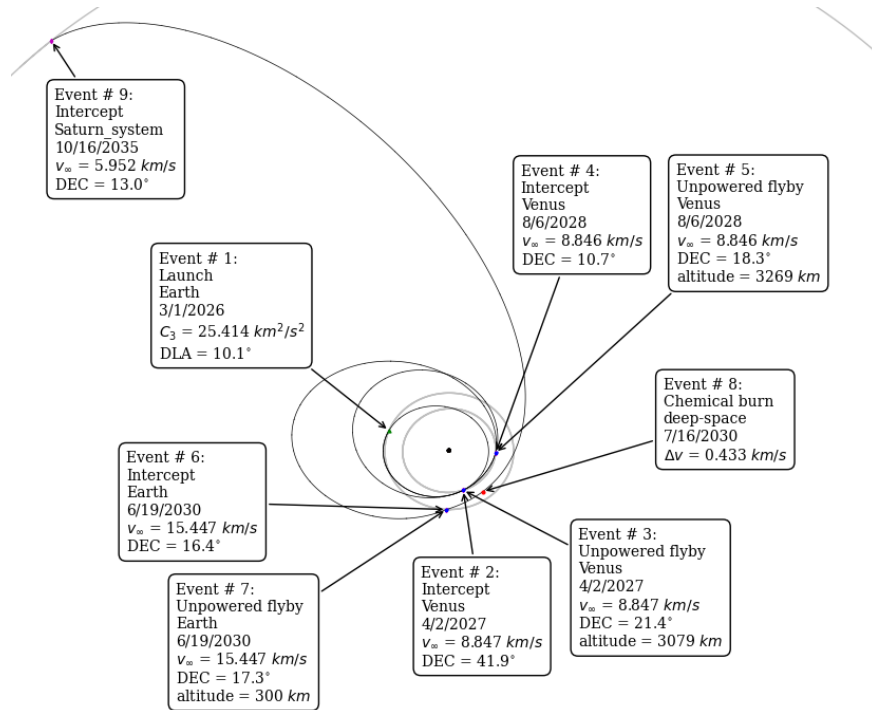 Event # 9:
Intercept
Saturn_system
10/16/2035
v∞ = 5.952 km/s
DEC = 13.0°
Event # 4:
Intercept
Venus
8/6/2028
v∞ = 8.846 km/s
DEC = 10.7°
Event # 5:
Unpowered flyby
Venus
8/6/2028
v∞ = 8.846 km/s
DEC = 18.3°
altitude = 3269 km
Event # 1:
Launch
Earth
3/1/2026
C₃ = 25.414 km²/s²
DLA = 10.1°
Event # 8:
Chemical burn
deep-space
7/16/2030
Δv = 0.433 km/s
Event # 6:
Intercept
Earth
6/19/2030
v∞ = 15.447 km/s
DEC = 16.4°
Event # 3:
Unpowered flyby
Venus
4/2/2027
v∞ = 8.847 km/s
DEC = 21.4°
altitude = 3079 km
Event # 2:
Intercept
Venus
4/2/2027
v∞ = 8.847 km/s
DEC = 41.9°
Event # 7:
Unpowered flyby
Earth
6/19/2030
v∞ = 15.447 km/s
DEC = 17.3°
altitude = 300 km